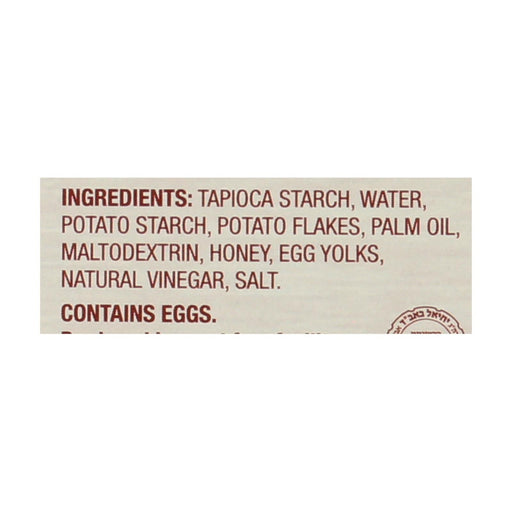 INGREDIENTS: TAPIOCA STARCH, WATER,
POTATO STARCH, POTATO FLAKES, PALM OIL,
MALTODEXTRIN, HONEY, EGG YOLKS,
NATURAL VINEGAR, SALT.
CONTAINS EGGS.